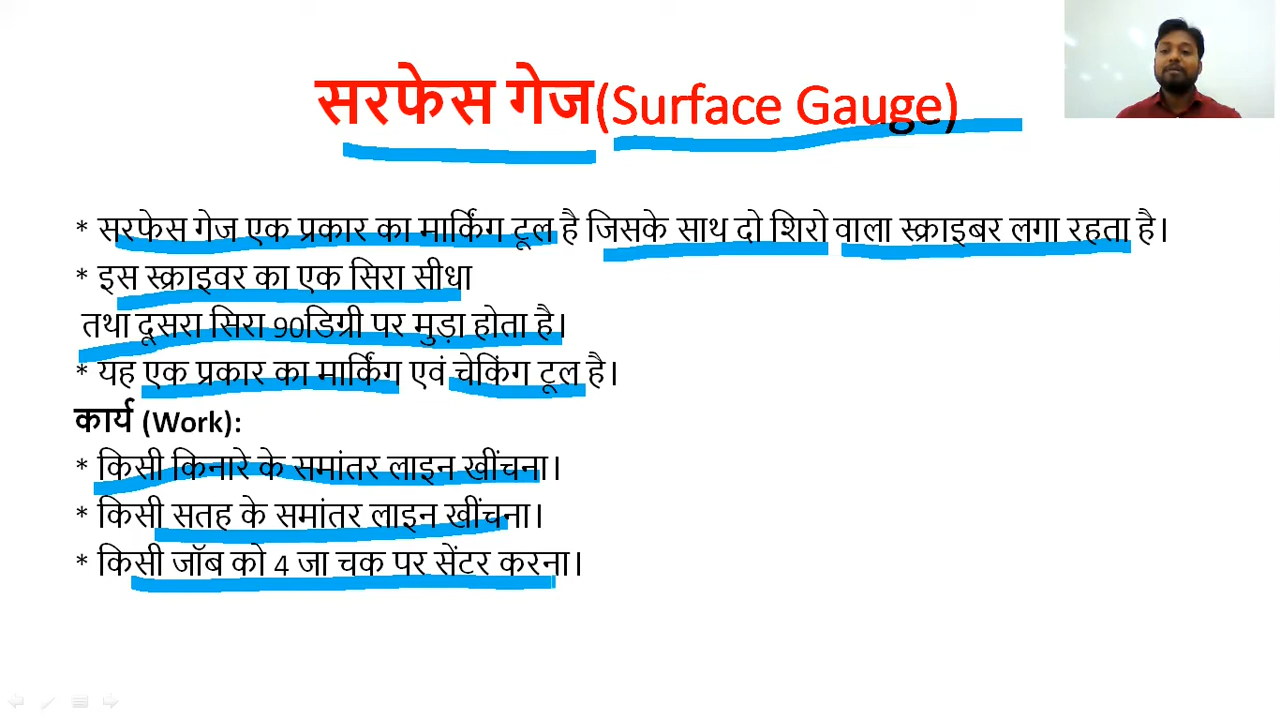 सरफेस गेज(Surface Gauge)
* सरफेस गेज एक प्रकार का मार्किंग टूल है जिसके साथ दो शिरो वाला स्क्राइबर लगा रहता है।
* इस स्क्राइवर का एक सिरा सीधा
तथा दूसरा सिरा 90डिग्री पर मुड़ा होता है।
* यह एक प्रकार का मार्किंग एवं चेकिंग टूल है।
कार्य (Work):
* किसी किनारे के समांतर लाइन खींचना।
* किसी सतह के समांतर लाइन खींचना।
* किसी जॉब को 4 जा चक पर सेंटर करना।